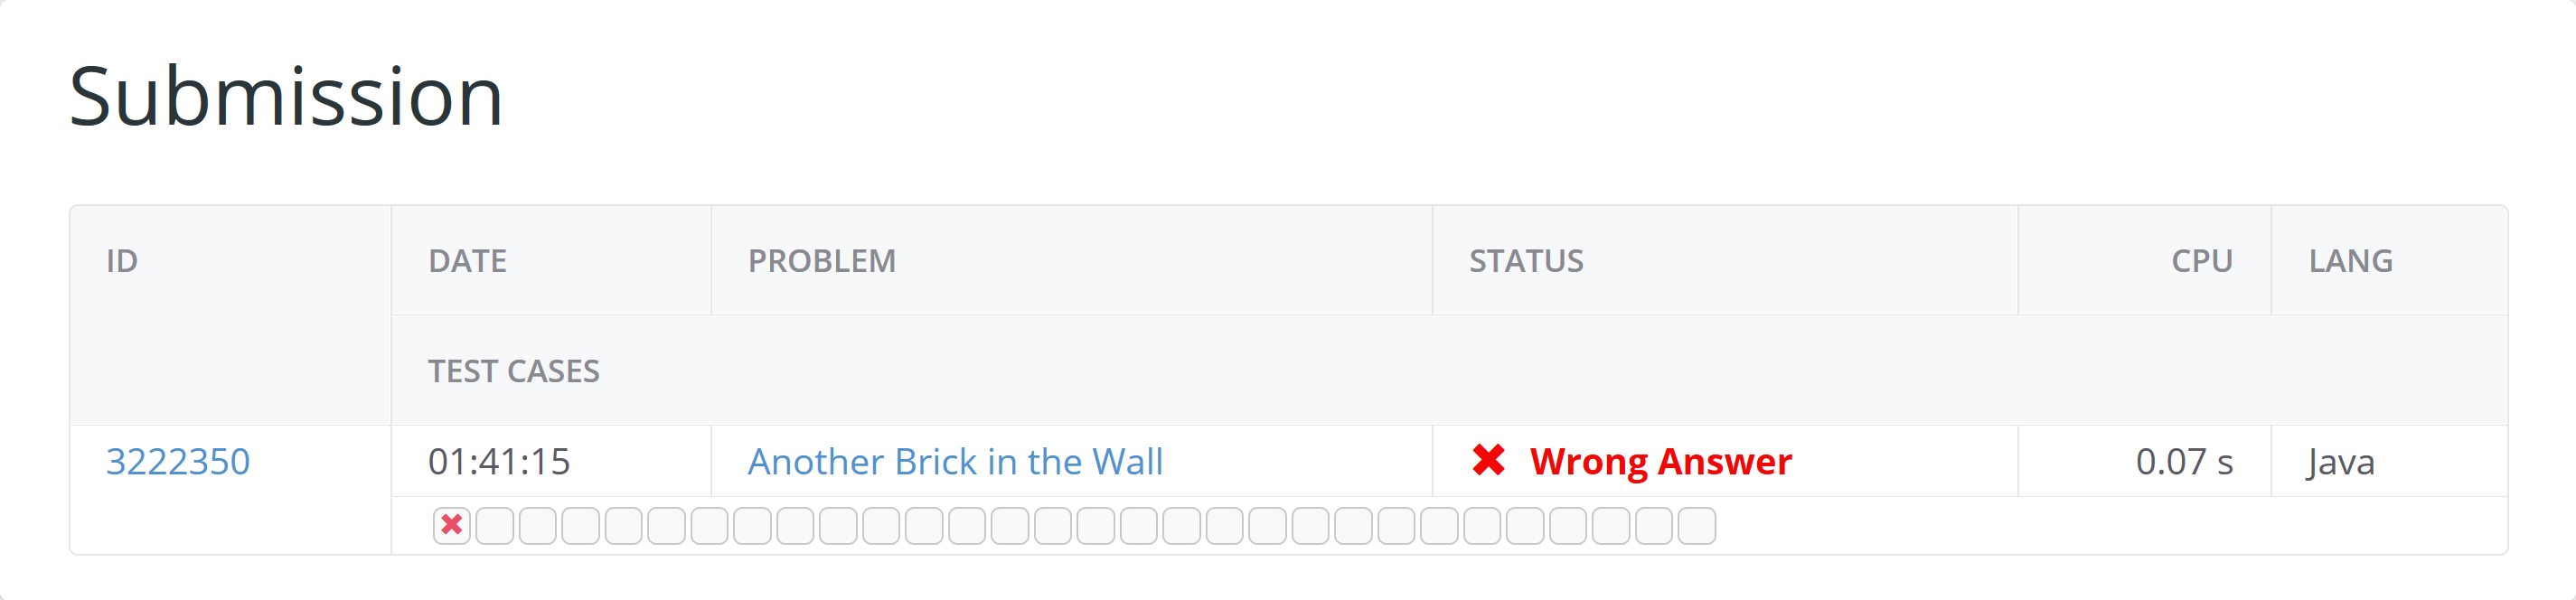 Submission
ID DATE PROBLEM STATUS CPU LANG
TEST CASES
3222350 01:41:15 Another Brick in the Wall Wrong Answer 0.07 s Java